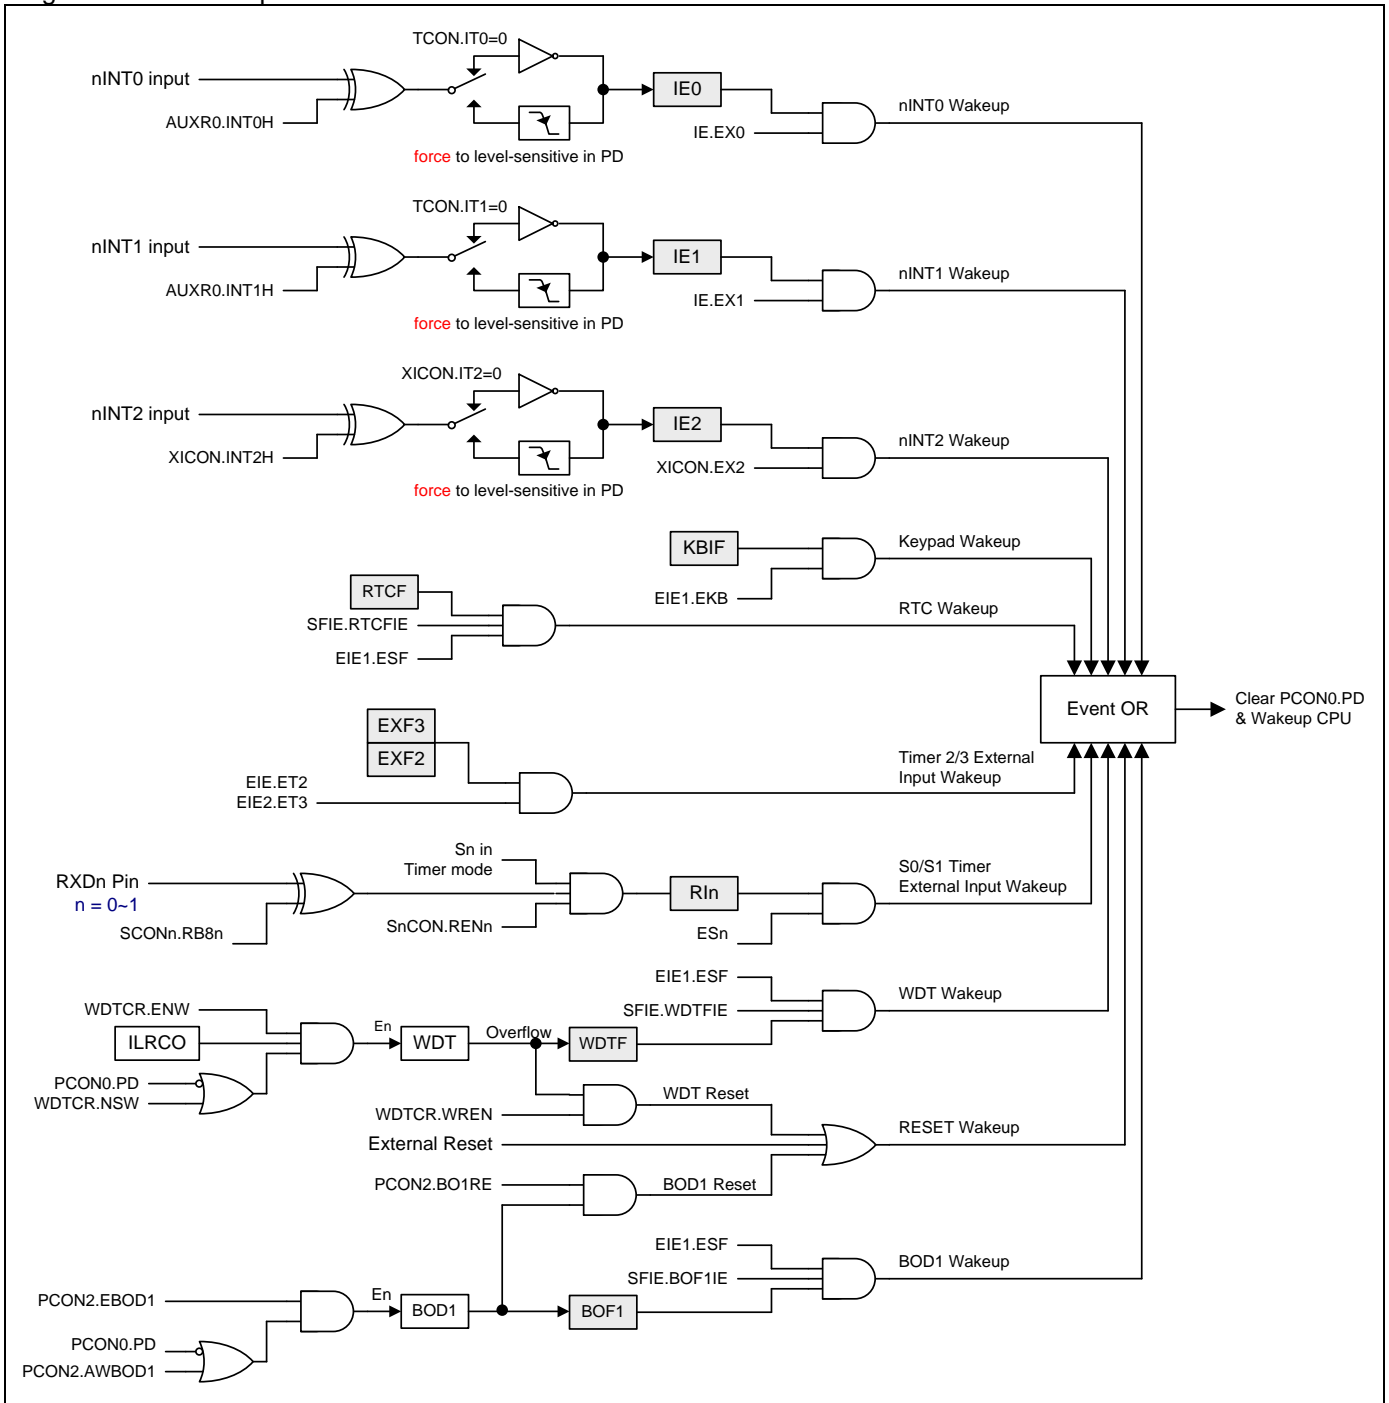 TCON.IT0=0
nINT0 input
IE0
nINT0 Wakeup
AUXR0.INT0H
IE.EX0
force to level-sensitive in PD
TCON.IT1=0
nINT1 input
IE1
nINT1 Wakeup
AUXR0.INT1H
IE.EX1
force to level-sensitive in PD
XICON.IT2=0
nINT2 input
IE2
nINT2 Wakeup
XICON.INT2H
XICON.EX2
force to level-sensitive in PD
KBIF
Keypad Wakeup
EIE1.EKB
RTCF
RTC Wakeup
SFIE.RTCFIE
EIE1.ESF
Event OR
Clear PCON0.PD
& Wakeup CPU
EXF3
EXF2
Timer 2/3 External
Input Wakeup
EIE.ET2
EIE2.ET3
Sn in
Timer mode
S0/S1 Timer
External Input Wakeup
RXDn Pin
n = 0~1
RIn
SCONn.RB8n
SnCON.RENn
ESn
EIE1.ESF
WDT Wakeup
WDTCR.ENW
SFIE.WDTFIE
ILRCO
En
WDT
Overflow
WDTF
PCON0.PD
WDTCR.NSW
WDT Reset
WDTCR.WREN
External Reset
RESET Wakeup
PCON2.BO1RE
BOD1 Reset
EIE1.ESF
BOD1 Wakeup
SFIE.BOF1IE
PCON2.EBOD1
En
BOD1
BOF1
PCON0.PD
PCON2.AWBOD1